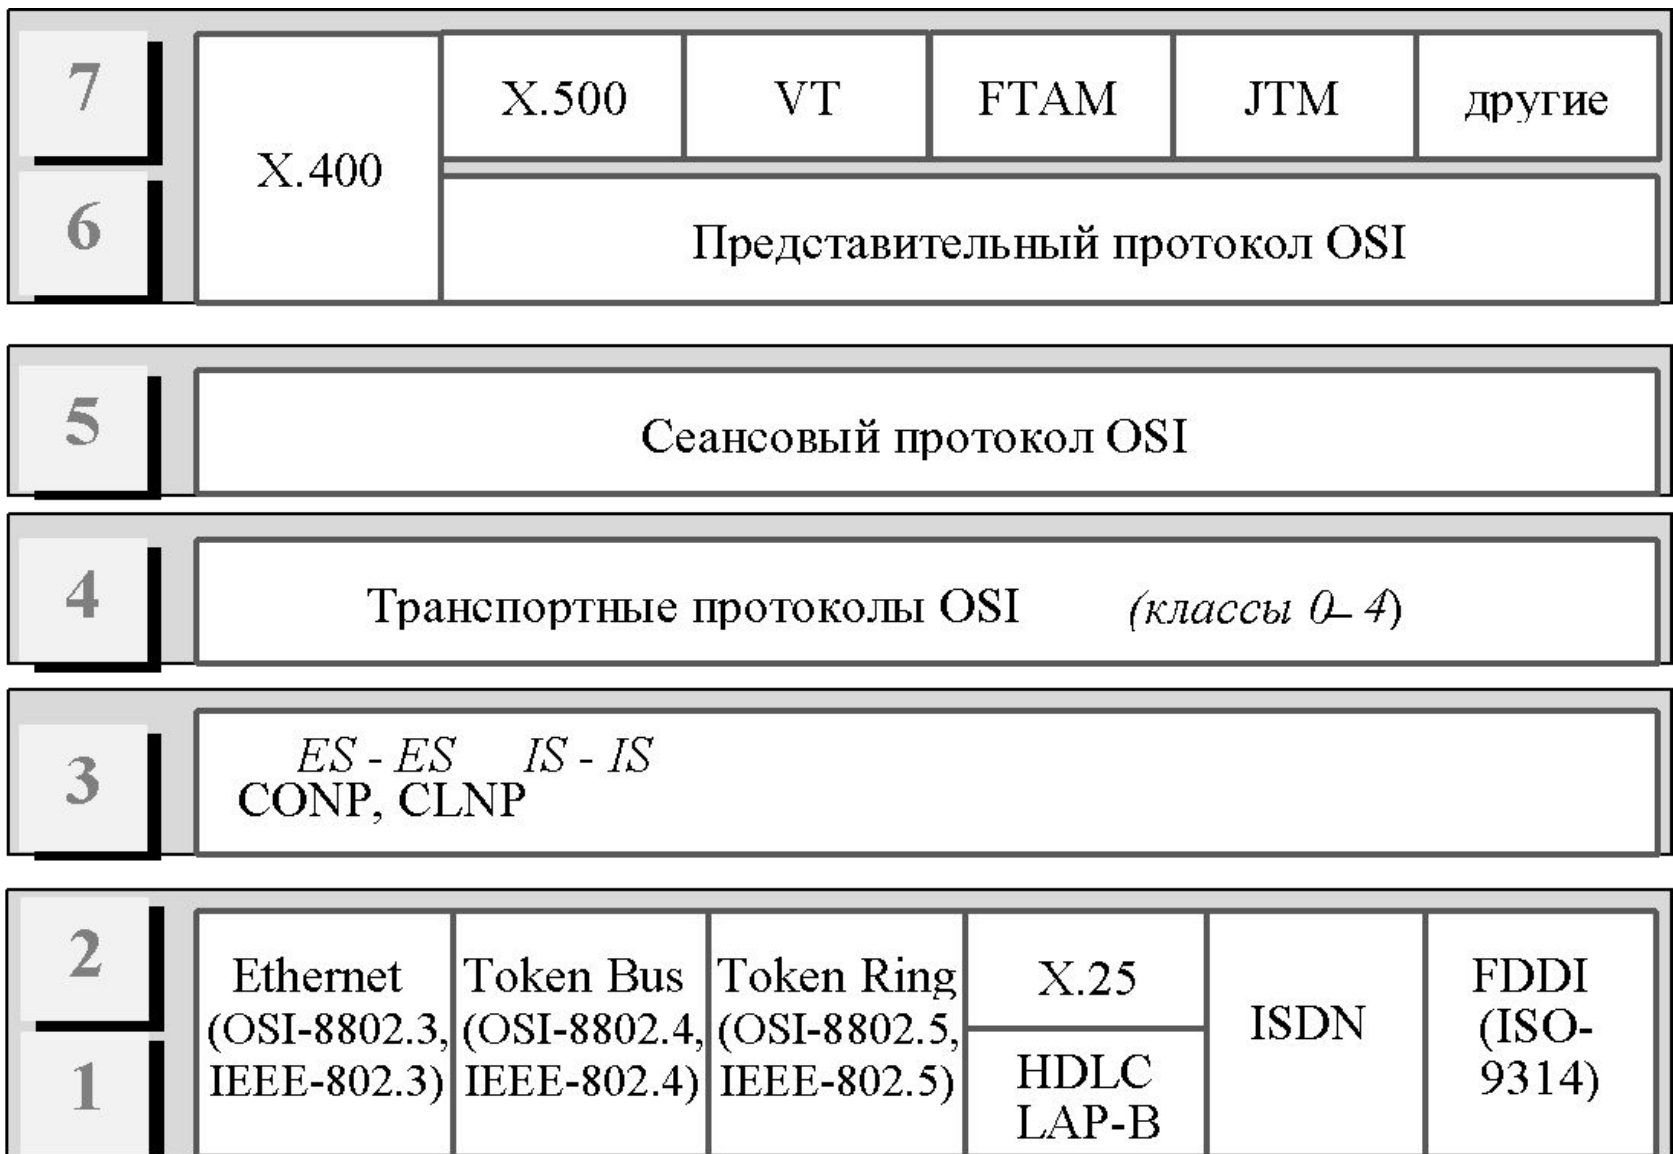 7
X.400
X.500
VT
FTAM
JTM
другие
6
Представительный протокол OSI
5
Сеансовый протокол OSI
4
Транспортные протоколы OSI (классы 0– 4)
3
ES - ES IS - IS
CONP, CLNP
2
1
Ethernet
(OSI-8802.3,
IEEE-802.3)
Token Bus
(OSI-8802.4,
IEEE-802.4)
Token Ring
(OSI-8802.5,
IEEE-802.5)
X.25
HDLC
LAP-B
ISDN
FDDI
(ISO-
9314)